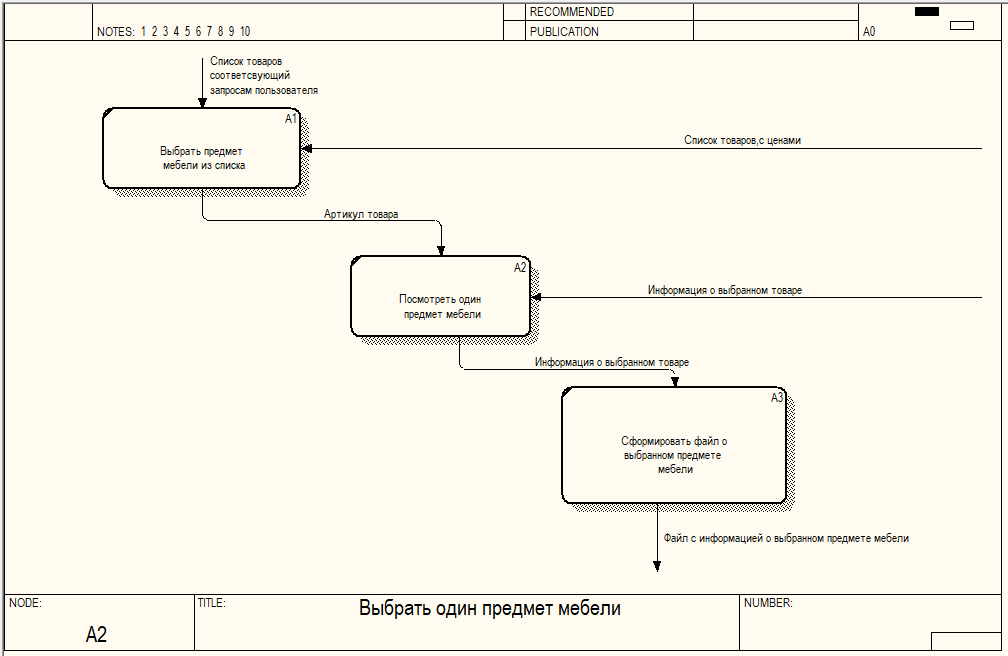 RECOMMENDED
NOTES: 1 2 3 4 5 6 7 8 9 10
PUBLICATION
A0
Список товаров
соответсвующий
запросам пользователя
A1
Выбрать предмет
мебели из списка
Список товаров,с ценами
Артикул товара
A2
Посмотреть один
предмет мебели
Информация о выбранном товаре
Информация о выбранном товаре
A3
Сформировать файл о
выбранном предмете
мебели
Файл с информацией о выбранном предмете мебели
NODE:
A2
TITLE:
Выбрать один предмет мебели
NUMBER: